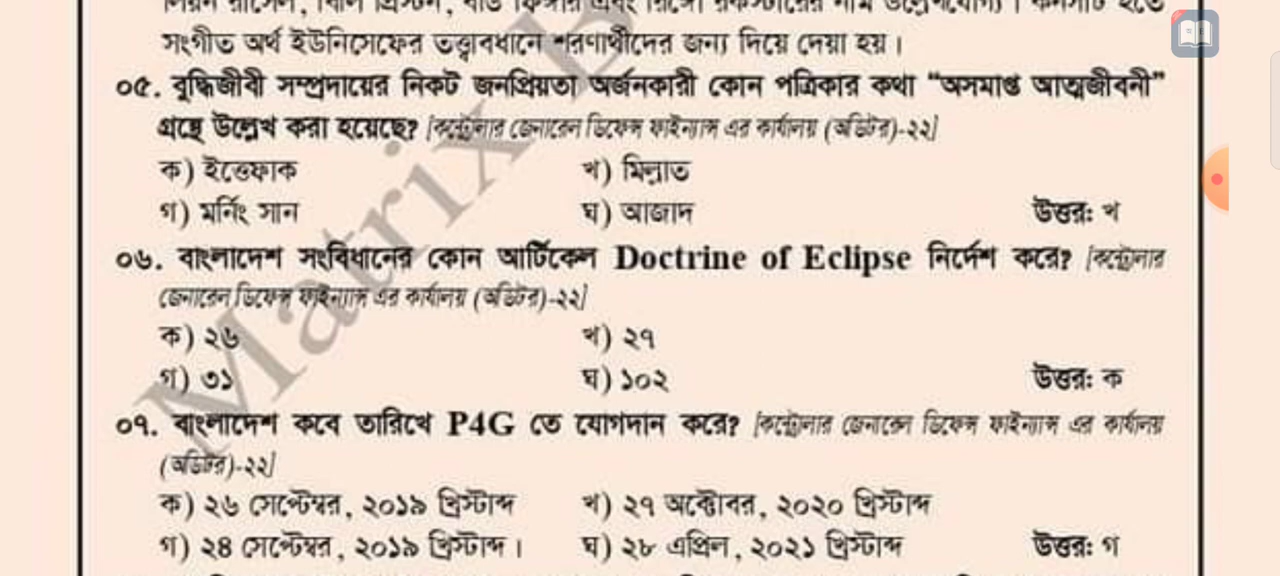 সংগীত অর্থ ইউনিসেফের তত্ত্বাবধানে শরণার্থীদের জন্য দিয়ে দেয়া হয়।
০৫. বুদ্ধিজীবী সম্প্রদায়ের নিকট জনপ্রিয়তা অর্জনকারী কোন পত্রিকার কথা “অসমাপ্ত আত্মজীবনী”
গ্রন্থে উল্লেখ করা হয়েছে? [কন্ট্রোলার জেনারেল ডিফেন্স ফাইন্যান্স এর কার্যালয় (অডিটর)-২২]
ক) ইত্তেফাক খ) মিল্লাত
গ) মর্নিং সান ঘ) আজাদ উত্তর: খ
০৬. বাংলাদেশ সংবিধানের কোন আর্টিকেল Doctrine of Eclipse নির্দেশ করে? [কন্ট্রোলার
জেনারেল ডিফেন্স ফাইন্যান্স এর কার্যালয় (অডিটর)-২২]
ক) ২৬ খ) ২৭
গ) ৩১ ঘ) ১০২ উত্তর: ক
০৭. বাংলাদেশ কবে তারিখে P4G তে যোগদান করে? [কন্ট্রোলার জেনারেল ডিফেন্স ফাইন্যান্স এর কার্যালয়
(অডিটর)-২২]
ক) ২৬ সেপ্টেম্বর, ২০১৯ খ্রিস্টাব্দ খ) ২৭ অক্টোবর, ২০২০ খ্রিস্টাব্দ
গ) ২৪ সেপ্টেম্বর, ২০১৯ খ্রিস্টাব্দ। ঘ) ২৮ এপ্রিল, ২০২১ খ্রিস্টাব্দ উত্তর: গ
Matrix